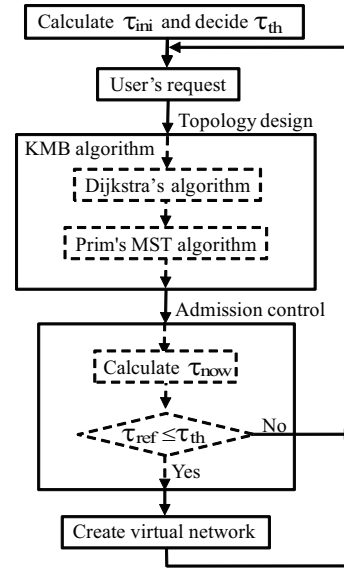 Calculate τini and decide τth
User's request
Topology design
KMB algorithm
Dijkstra's algorithm
Prim's MST algorithm
Admission control
Calculate τnow
τref ≤ τth
No
Yes
Create virtual network